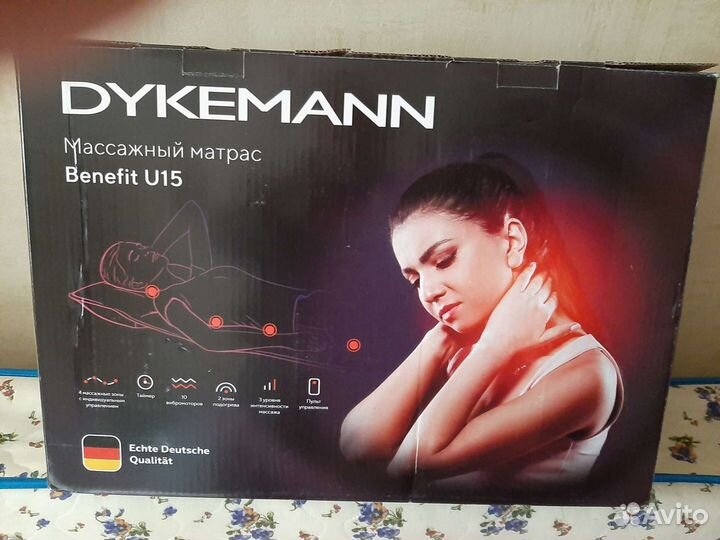 DYKEMANN
Массажный матрас
Benefit U15
4 массажные зоны
с индивидуальным
управлением
Таймер
10
вибромоторов
2 зоны
подогрева
3 уровня
интенсивности
массажа
Пульт
управления
Echte Deutsche
Qualität
Avito